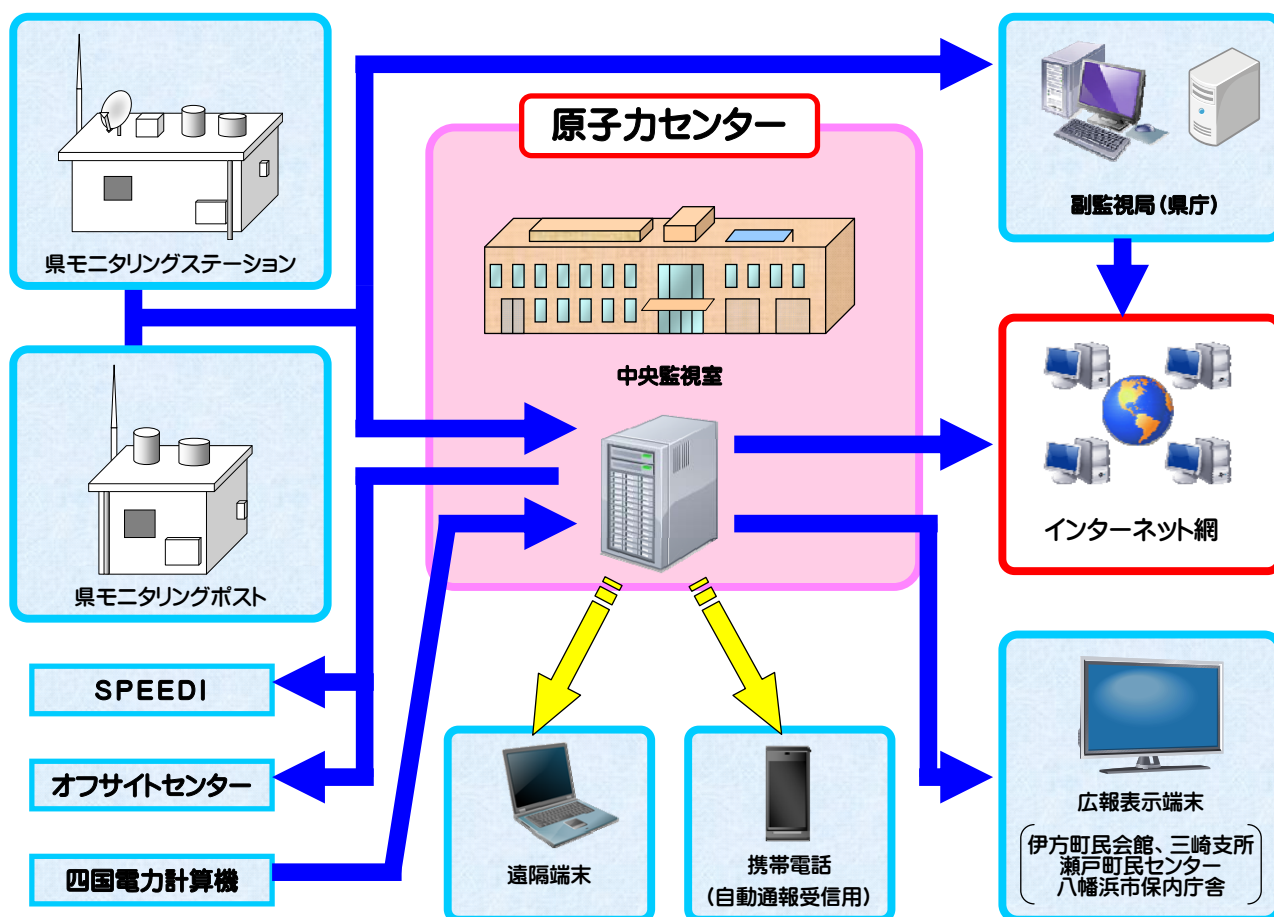 原子力センター
県モニタリングステーション
副監視局(県庁)
中央監視室
県モニタリングポスト
インターネット網
SPEEDI
オフサイトセンター
四国電力計算機
遠隔端末
携帯電話
(自動通報受信用)
広報表示端末
伊方町民会館、三崎支所
瀬戸町民センター
八幡浜市保内庁舎